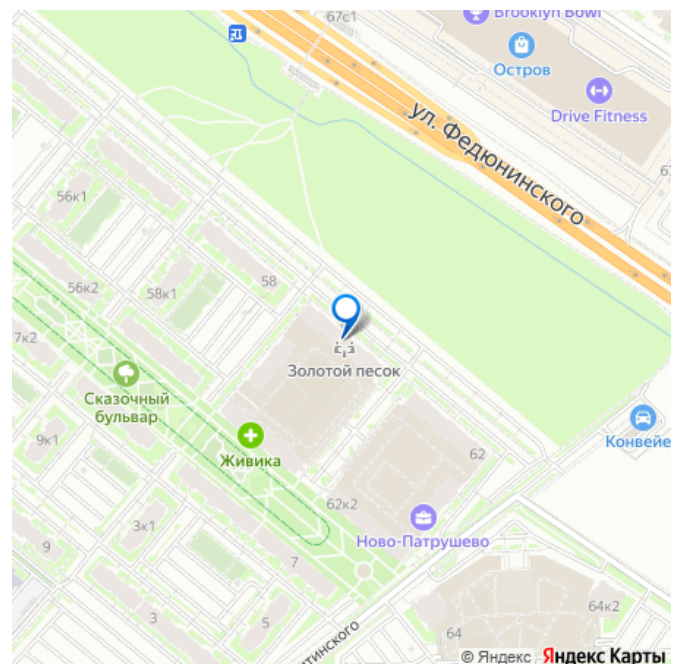 67с1
Brooklyn Bowl
Остров
Drive Fitness
ул. Федюнинского
56к1
58
56к2
58к1
7к2
Золотой песок
Сказочный
бульвар
9к1
Живика
Конвейе
62
62к2
3к1
Ново-Патрушево
9
7
3
5
64к2
64
тинского
© Яндекс Яндекс Карты